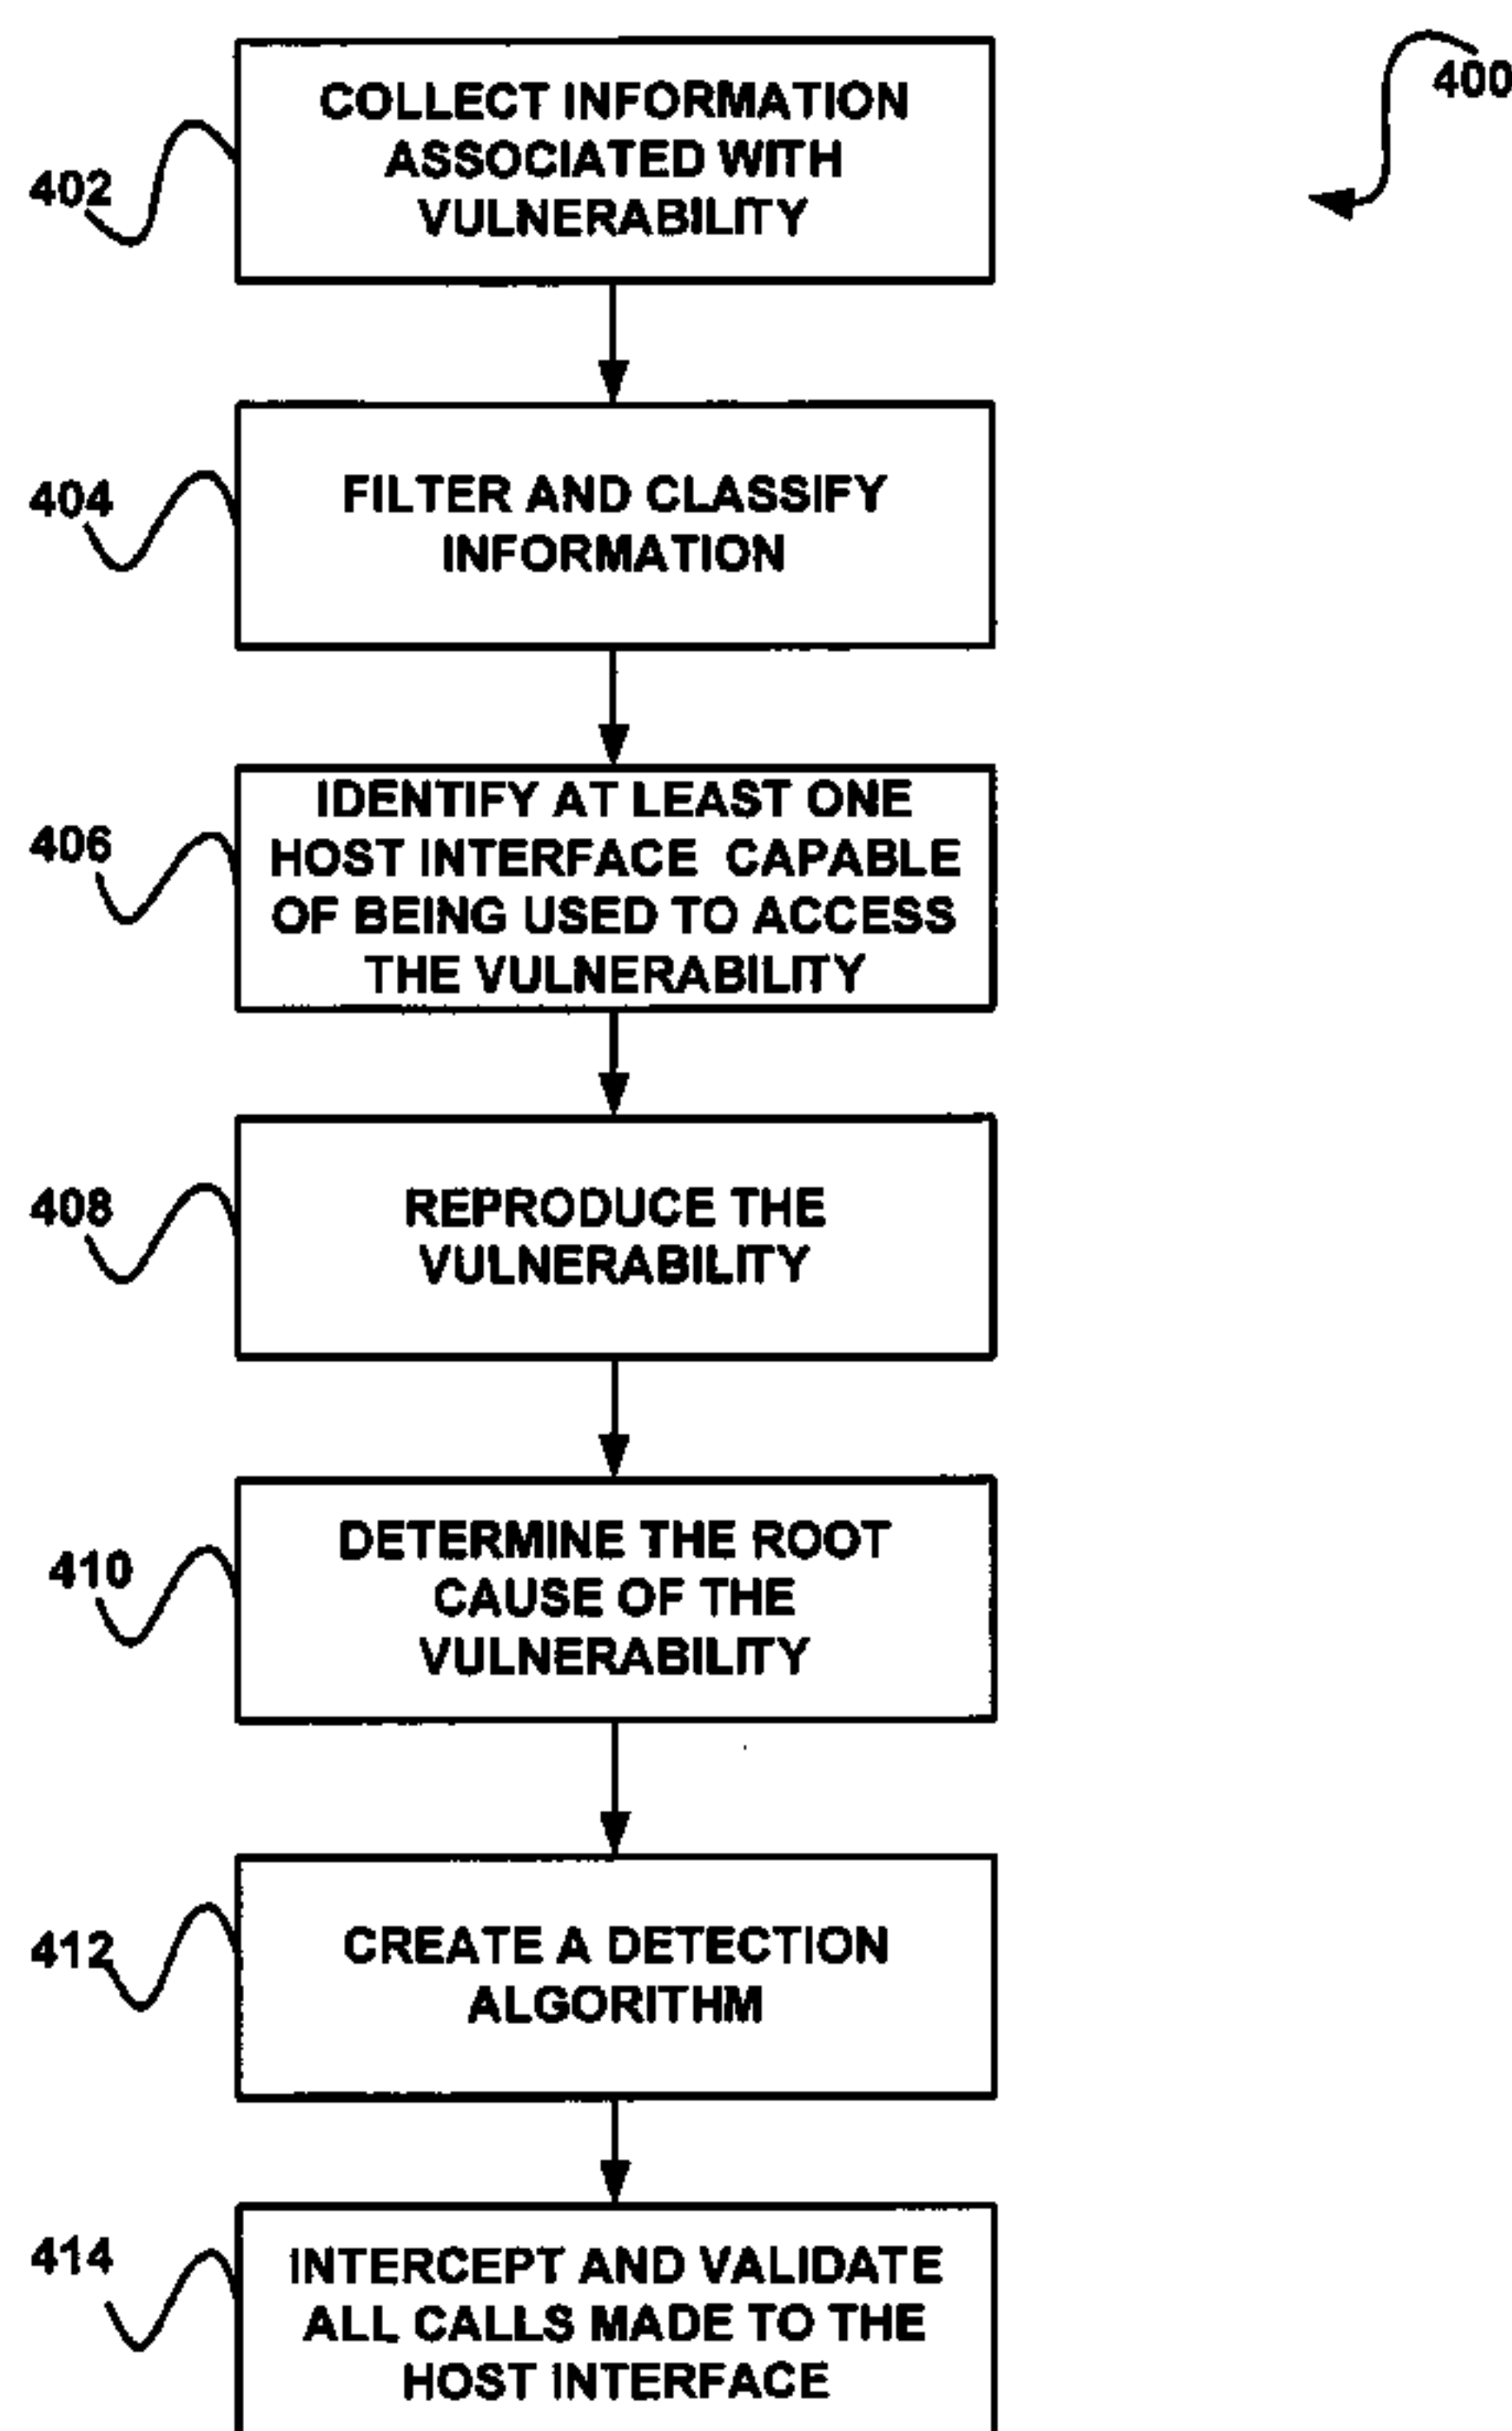 400
COLLECT INFORMATION
ASSOCIATED WITH
VULNERABILITY
402
FILTER AND CLASSIFY
INFORMATION
404
IDENTIFY AT LEAST ONE
HOST INTERFACE CAPABLE
OF BEING USED TO ACCESS
THE VULNERABILITY
406
REPRODUCE THE
VULNERABILITY
408
DETERMINE THE ROOT
CAUSE OF THE
VULNERABILITY
410
CREATE A DETECTION
ALGORITHM
412
INTERCEPT AND VALIDATE
ALL CALLS MADE TO THE
HOST INTERFACE
414